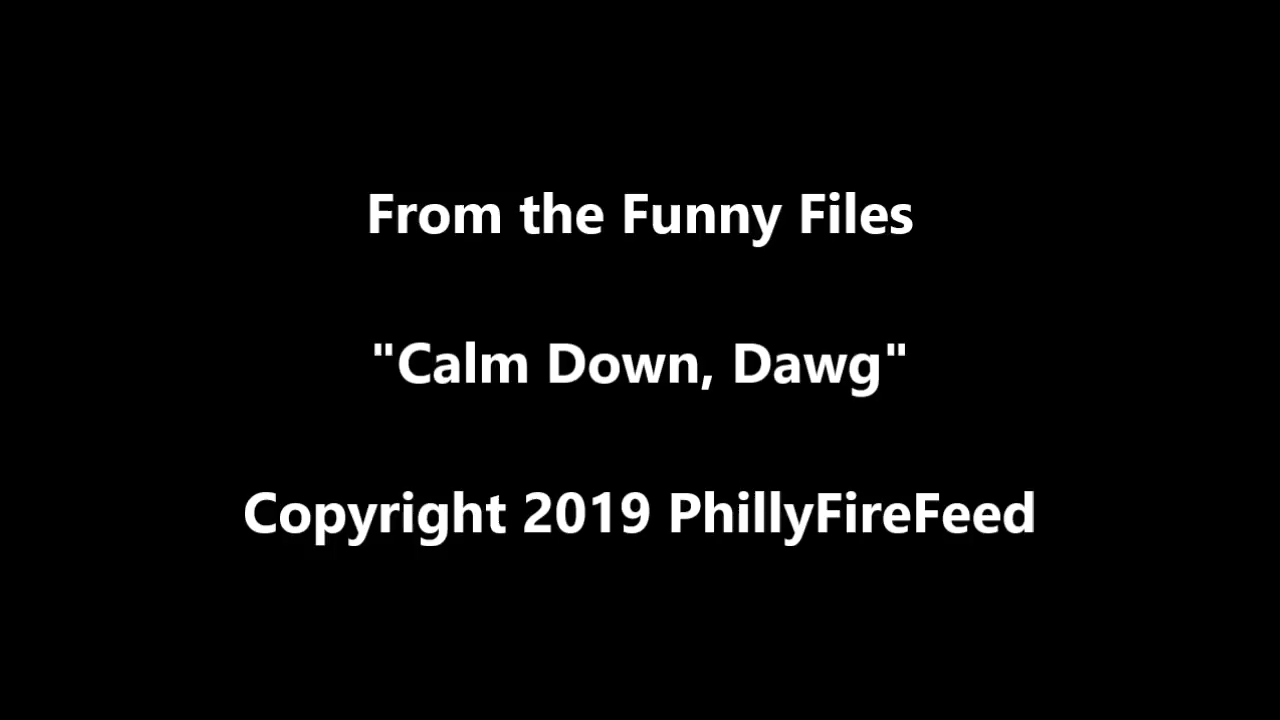 From the Funny Files
"Calm Down, Dawg"
Copyright 2019 PhillyFireFeed